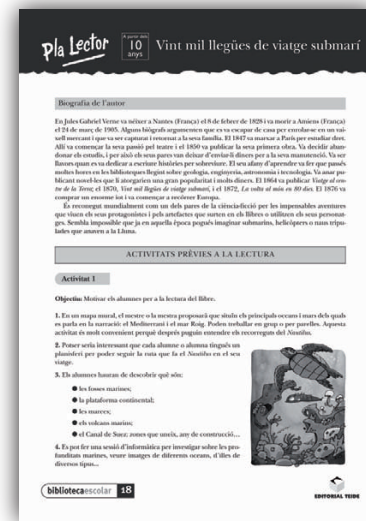 Pla Lector
A partir dels
10
anys
Vint mil llegües de viatge submarí
Biografia de l'autor
En Jules Gabriel Verne va néixer a Nantes (França) el 8 de febrer de 1828 i va morir a Amiens (França)
el 24 de març de 1905. Alguns biògrafs argumenten que es va escapar de casa per enrolar-se en un vai-
xell mercant i que va ser capturat i retornat a la seva família. El 1847 va marxar a París per estudiar dret.
Allí va començar la seva passió pel teatre i el 1850 va publicar la seva primera obra. Va decidir aban-
donar els estudis, i per això els seus pares van deixar d'enviar-li diners per a la seva manutenció. Va ser
llavors quan es va dedicar a escriure històries per sobreviure. El seu afany d'aprendre va fer que passés
moltes hores en les biblioteques llegint sobre geologia, enginyeria, astronomia i tecnologia. Va anar pu-
blicant novel·les que li atorgarien una gran popularitat i molts diners. El 1864 va publicar Viatge al cen-
tre de la Terra; el 1870, Vint mil llegües de viatge submarí, i el 1872, La volta al món en 80 dies. El 1876 va
comprar un enorme iot i va començar a recórrer Europa.
És reconegut mundialment com un dels pares de la ciència-ficció per les impensables aventures
que viuen els seus protagonistes i pels artefactes que surten en els llibres o utilitzen els seus personat-
ges. Sembla impossible que ja en aquella època pogués imaginar submarins, helicòpters o naus tripu-
lades que anaven a la Lluna.
ACTIVITATS PRÈVIES A LA LECTURA
Activitat 1
Objectiu: Motivar els alumnes per a la lectura del llibre.
1. En un mapa mural, el mestre o la mestra proposarà que situïn els principals oceans i mars dels quals
es parla en la narració: el Mediterrani i el mar Roig. Poden treballar en grup o per parelles. Aquesta
activitat és molt convenient perquè després puguin entendre els recorreguts del Nautilus.
2. Potser seria interessant que cada alumne o alumna tingués un
planisferi per poder seguir la ruta que fa el Nautilus en el seu
viatge.
3. Els alumnes hauran de descobrir què són:
● les fosses marines;
● la plataforma continental;
● les marees;
● els volcans marins;
● el Canal de Suez: zones que uneix, any de construcció…
4. Es pot fer una sessió d'informàtica per investigar sobre les pro-
funditats marines, veure imatges de diferents oceans, d'illes de
diversos tipus...
bibliotecaescolar 18
EDITORIAL TEIDE